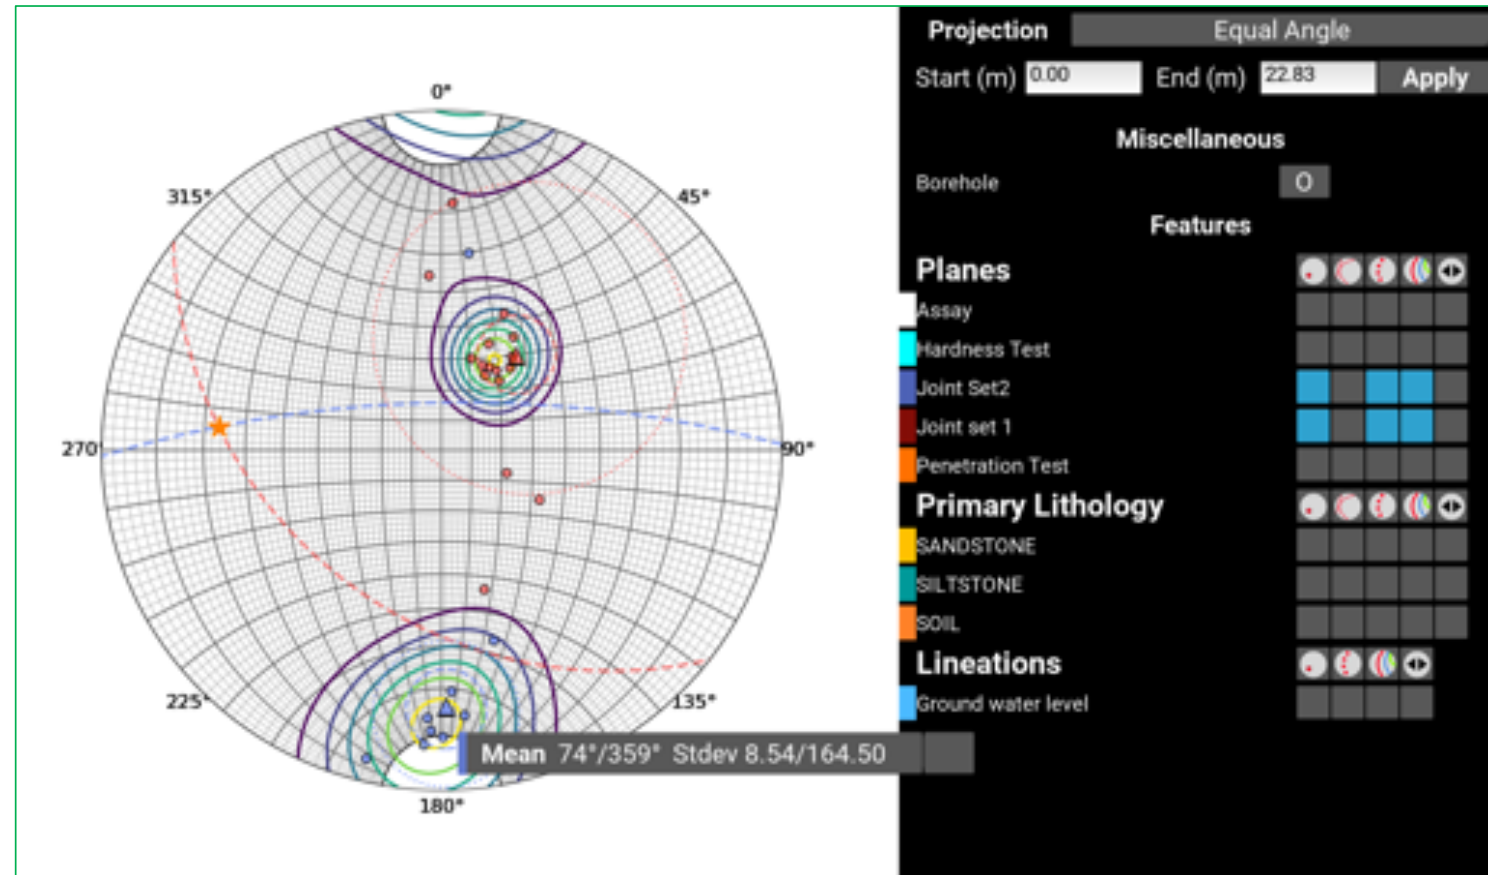 Projection Equal Angle
Start (m) 0.00 End (m) 22.83 Apply
Miscellaneous
Borehole O
Features
Planes
Assay
Hardness Test
Joint Set2
Joint set 1
Penetration Test
Primary Lithology
SANDSTONE
SILTSTONE
SOIL
Lineations
Ground water level
0°
315° 45°
270° 90°
225° 135°
Mean 74°/359° Stdev 8.54/164.50
180°